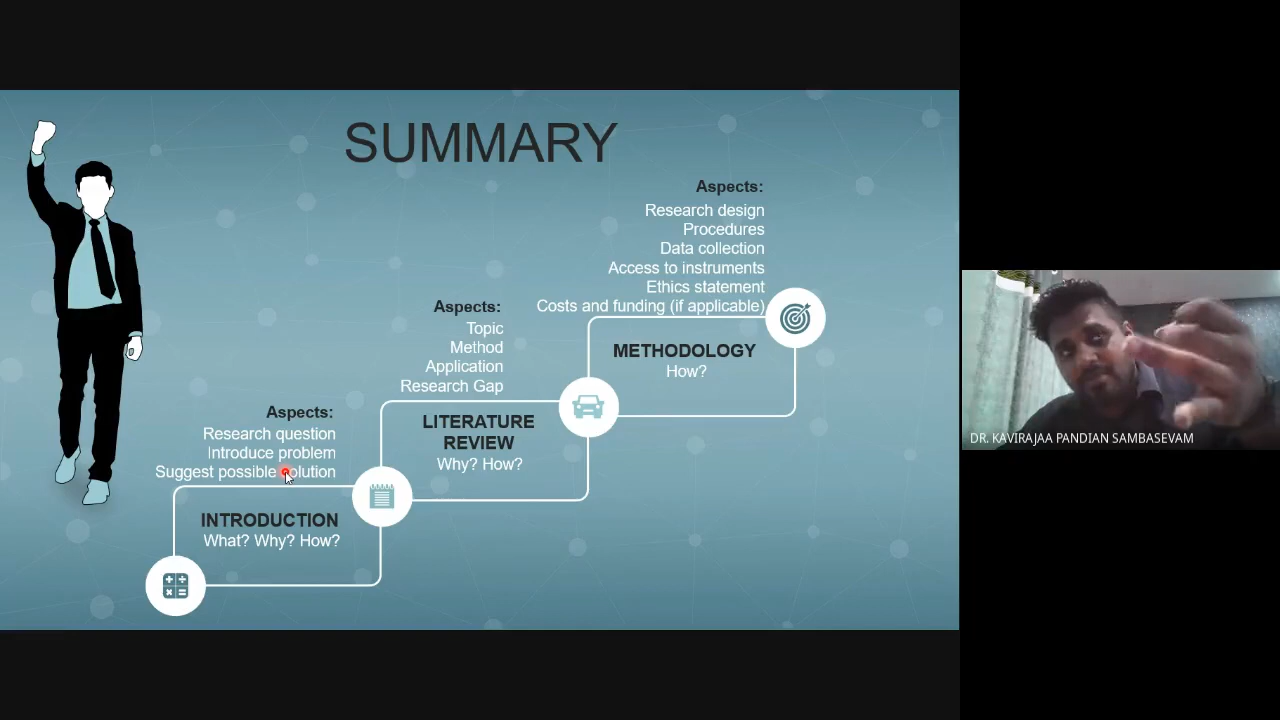 SUMMARY
Aspects:
Research design
Procedures
Data collection
Access to instruments
Ethics statement
Costs and funding (if applicable)
METHODOLOGY
How?
Aspects:
Topic
Method
Application
Research Gap
LITERATURE
REVIEW
Why? How?
Aspects:
Research question
Introduce problem
Suggest possible solution
INTRODUCTION
What? Why? How?
DR. KAVIRAJAA PANDIAN SAMBASEVAM